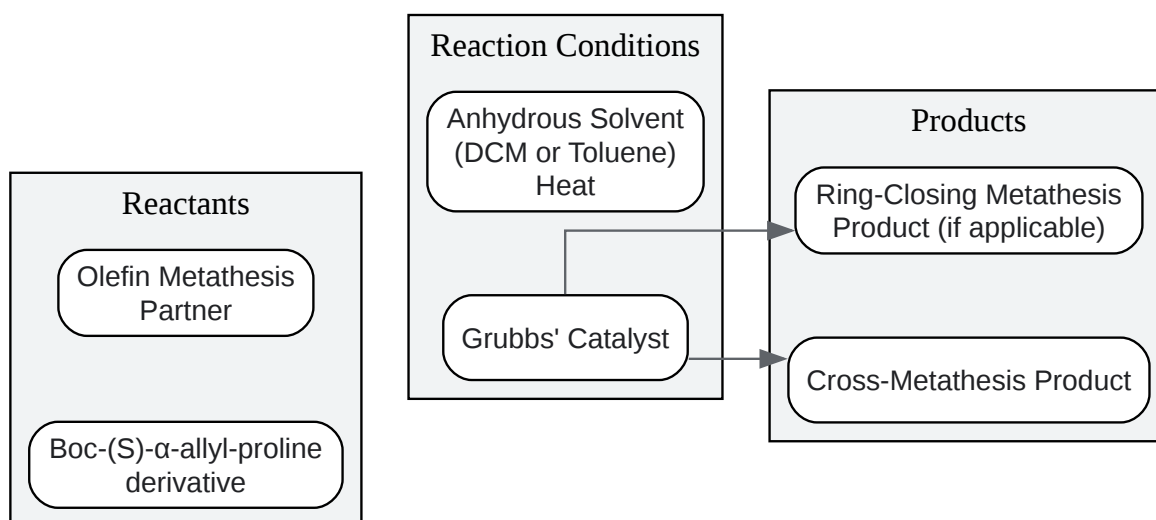 Reactants
Olefin Metathesis
Partner
Boc-(S)-α-allyl-proline
derivative
Reaction Conditions
Anhydrous Solvent
(DCM or Toluene)
Heat
Grubbs' Catalyst
Products
Ring-Closing Metathesis
Product (if applicable)
Cross-Metathesis Product